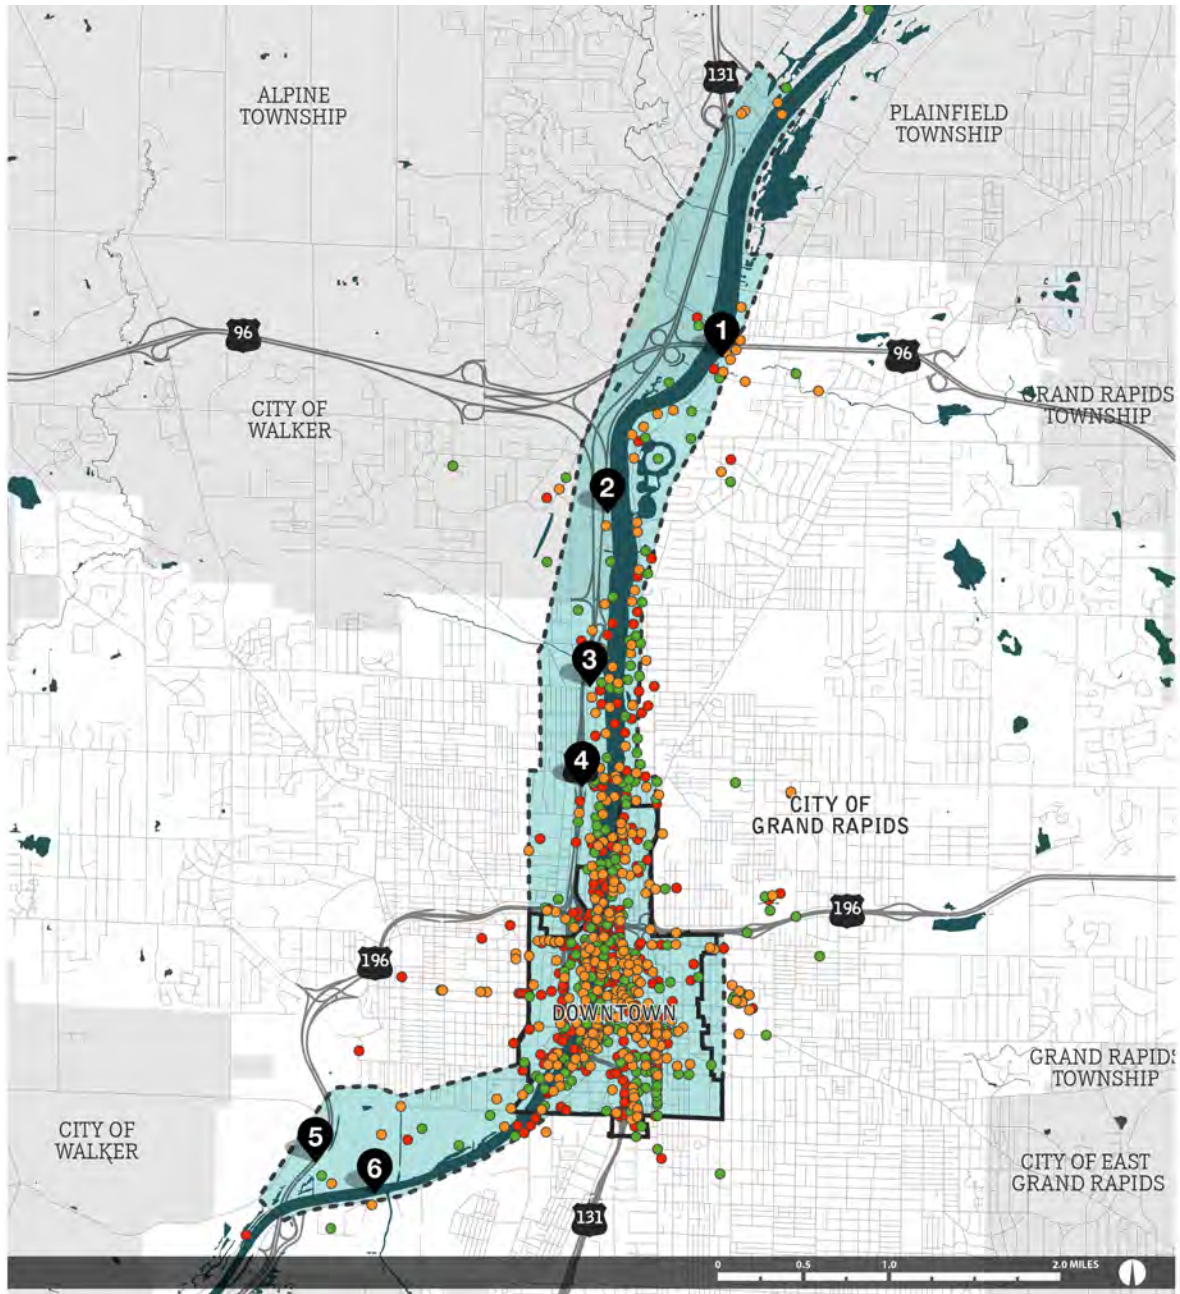 131
ALPINE
TOWNSHIP
PLAINFIELD
TOWNSHIP
1
96
96
GRAND RAPIDS
TOWNSHIP
CITY OF
WALKER
2
3
4
CITY OF
GRAND RAPIDS
196
196
DOWNTOWN
GRAND RAPIDS
TOWNSHIP
5
CITY OF
WALKER
6
CITY OF EAST
GRAND RAPIDS
131
0 0.5 1.0 2.0 MILES